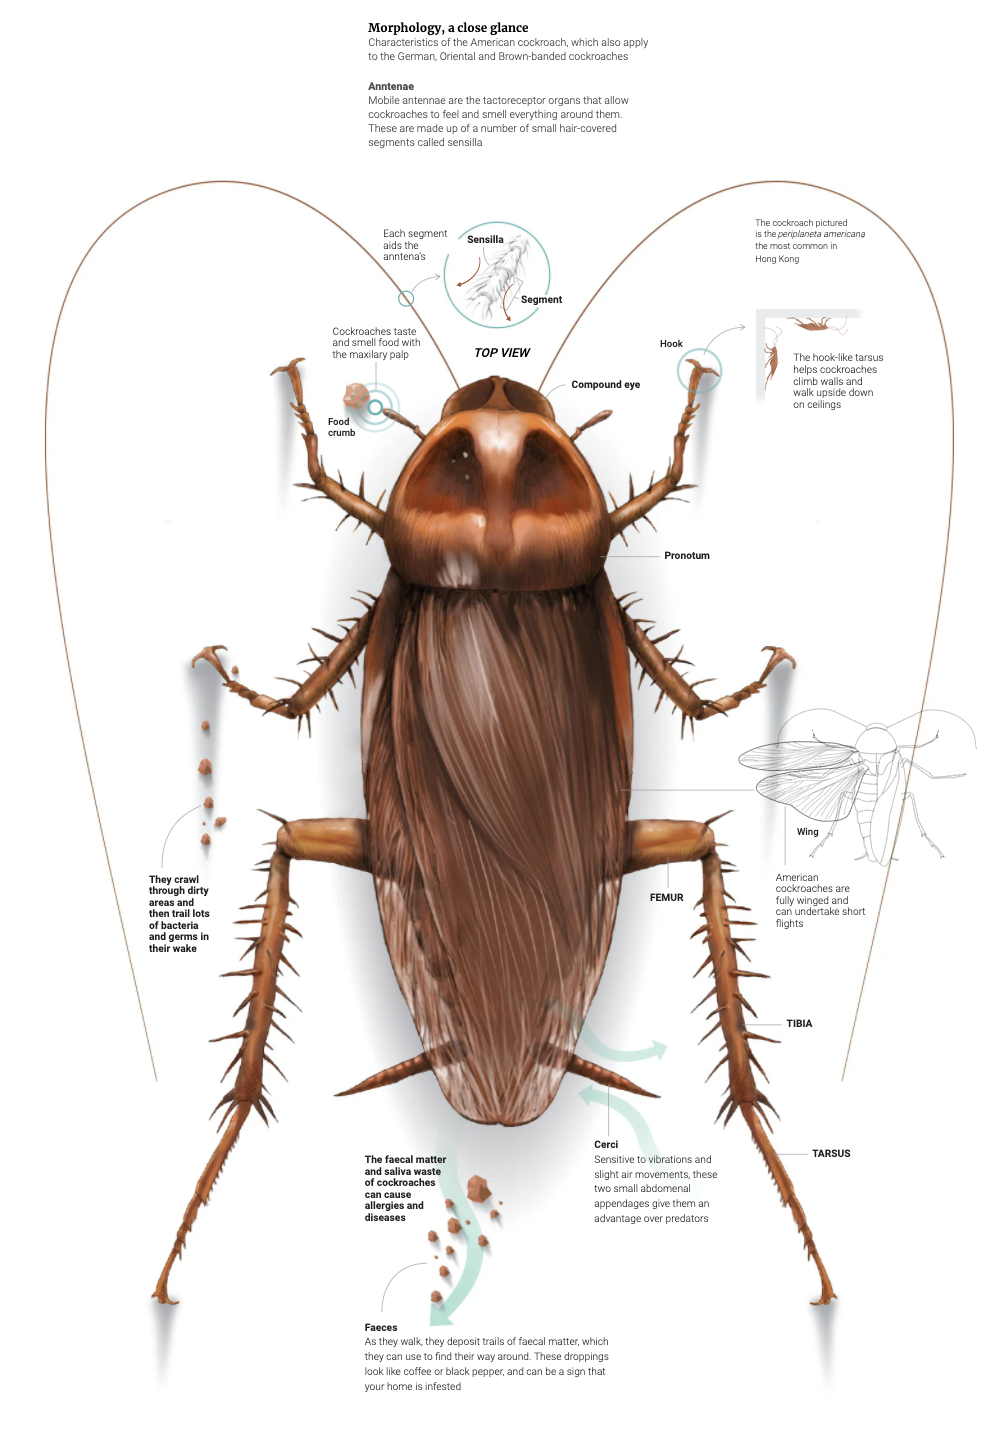 Morphology, a close glance
Characteristics of the American cockroach, which also apply
to the German, Oriental and Brown-banded cockroaches
Anntenae
Mobile antennae are the tactoreceptor organs that allow
cockroaches to feel and smell everything around them.
These are made up of a number of small hair-covered
segments called sensilla
Each segment
aids the
anntena's
Sensilla
Segment
The cockroach pictured
is the periplaneta americana,
the most common in
Hong Kong
Cockroaches taste
and smell food with
the maxilary palp
TOP VIEW
Hook
Compound eye
The hook-like tarsus
helps cockroaches
climb walls and
walk upside down
on ceilings
Food
crumb
Pronotum
Wing
They crawl
through dirty
areas and
then trail lots
of bacteria
and germs in
their wake
FEMUR
American
cockroaches are
fully winged and
can undertake short
flights
TIBIA
TARSUS
Cerci
Sensitive to vibrations and
slight air movements, these
two small abdomenal
appendages give them an
advantage over predators
The faecal matter
and saliva waste
of cockroaches
can cause
allergies and
diseases
Faeces
As they walk, they deposit trails of faecal matter, which
they can use to find their way around. These droppings
look like coffee or black pepper, and can be a sign that
your home is infested